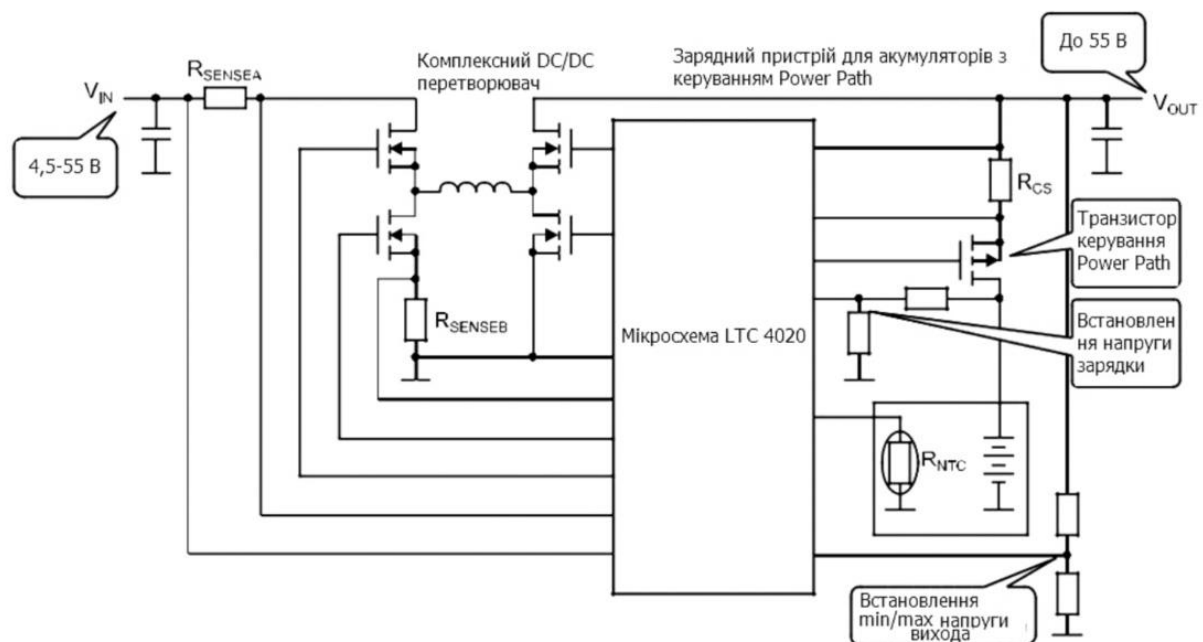 До 55 В
Комплексний DC/DC
перетворювач
Зарядний пристрій для акумуляторів з
керуванням Power Path
R_SENSEA
V_IN
V_OUT
4,5-55 В
R_CS
Транзистор
керування
Power Path
R_SENSEB
Мікросхема LTC 4020
Встановлен
ня напруги
зарядки
R_NTC
Встановлення
min/max напруги
вихода